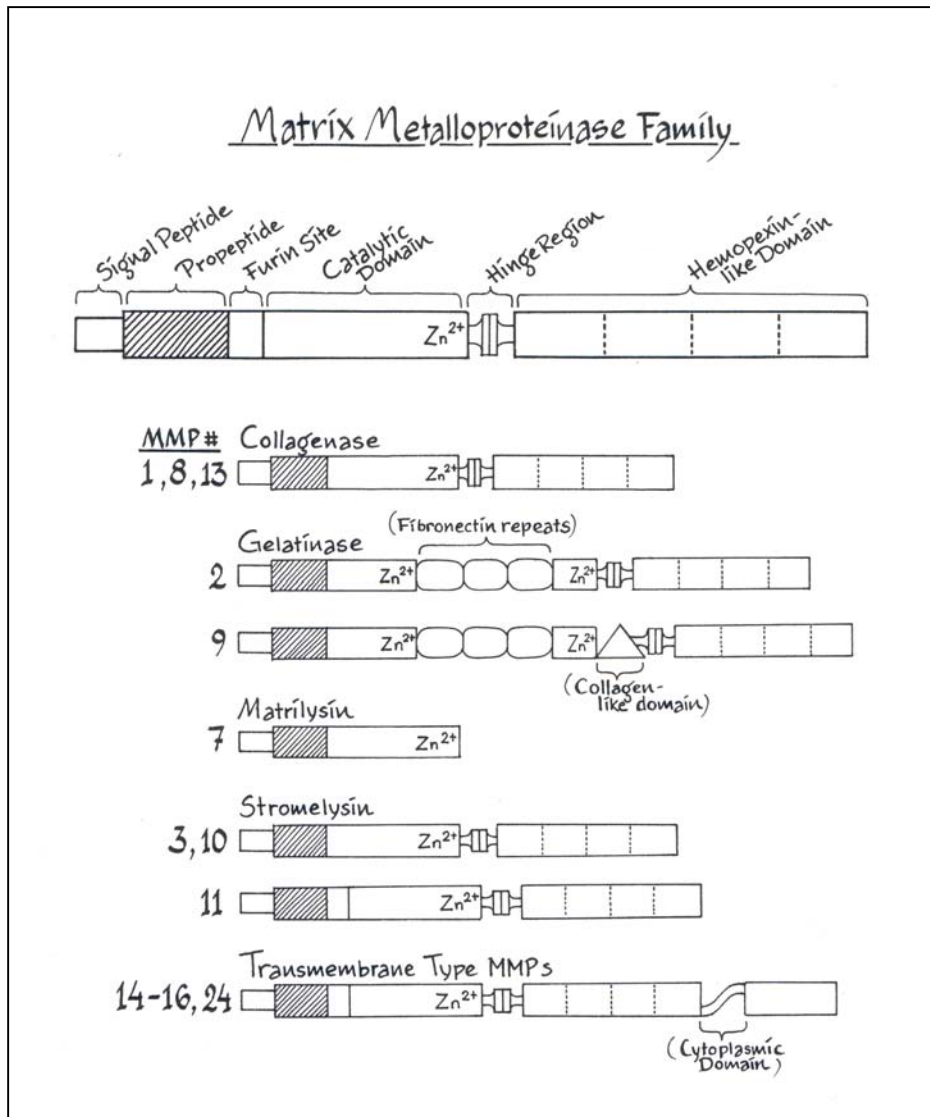 Matrix Metalloproteinase Family
Signal Peptide
Propeptide
Furin Site
Catalytic
Domain
Hinge Region
Hemopexin-
like Domain
Zn2+
MMP#
Collagenase
1,8,13
Zn2+
(Fibronectin repeats)
Gelatinase
2
Zn2+
Zn2+
9
Zn2+
Zn2+
(Collagen-
like domain)
Matrilysin
7
Zn2+
Stromelysin
3,10
Zn2+
11
Zn2+
Transmembrane Type MMPs
14-16,24
Zn2+
(Cytoplasmic
Domain)